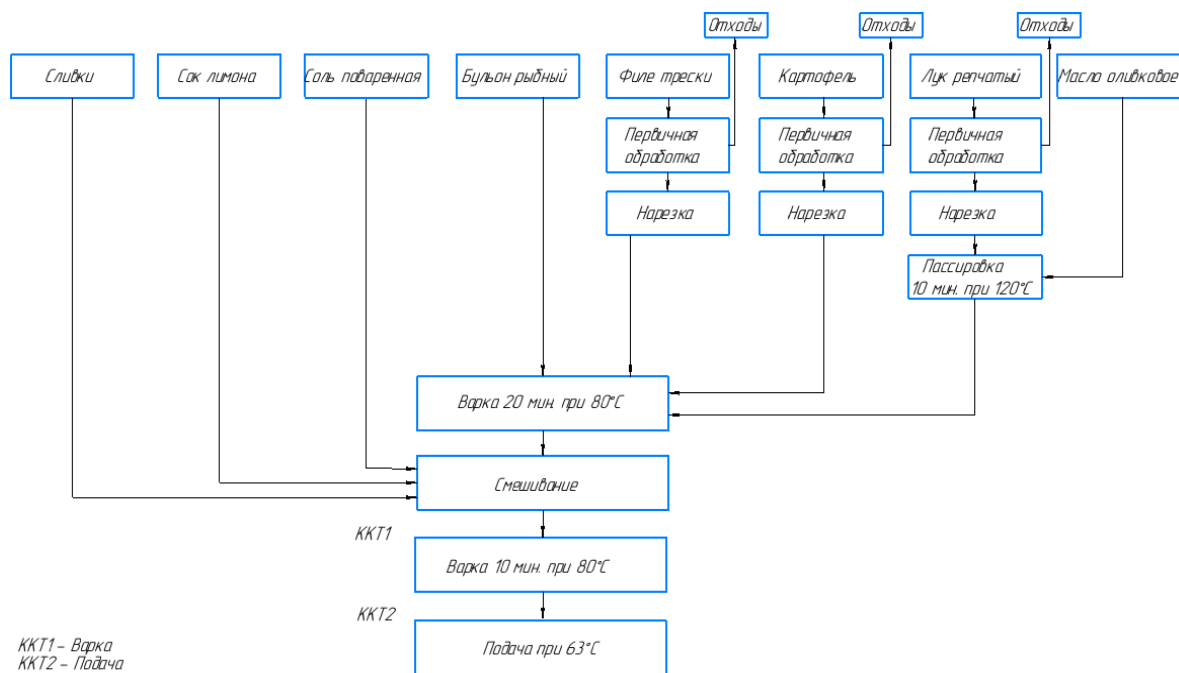 Отходы
Отходы
Отходы
Сливки
Сок лимона
Соль поваренная
Бульон рыбный
Филе трески
Картофель
Лук репчатый
Масло оливковое
Первичная
обработка
Первичная
обработка
Первичная
обработка
Нарезка
Нарезка
Нарезка
Пассировка
10 мин. при 120°С
Варка 20 мин. при 80°С
Смешивание
ККТ1
Варка 10 мин. при 80°С
ККТ2
Подача при 63°С
ККТ1 – Варка
ККТ2 – Подача